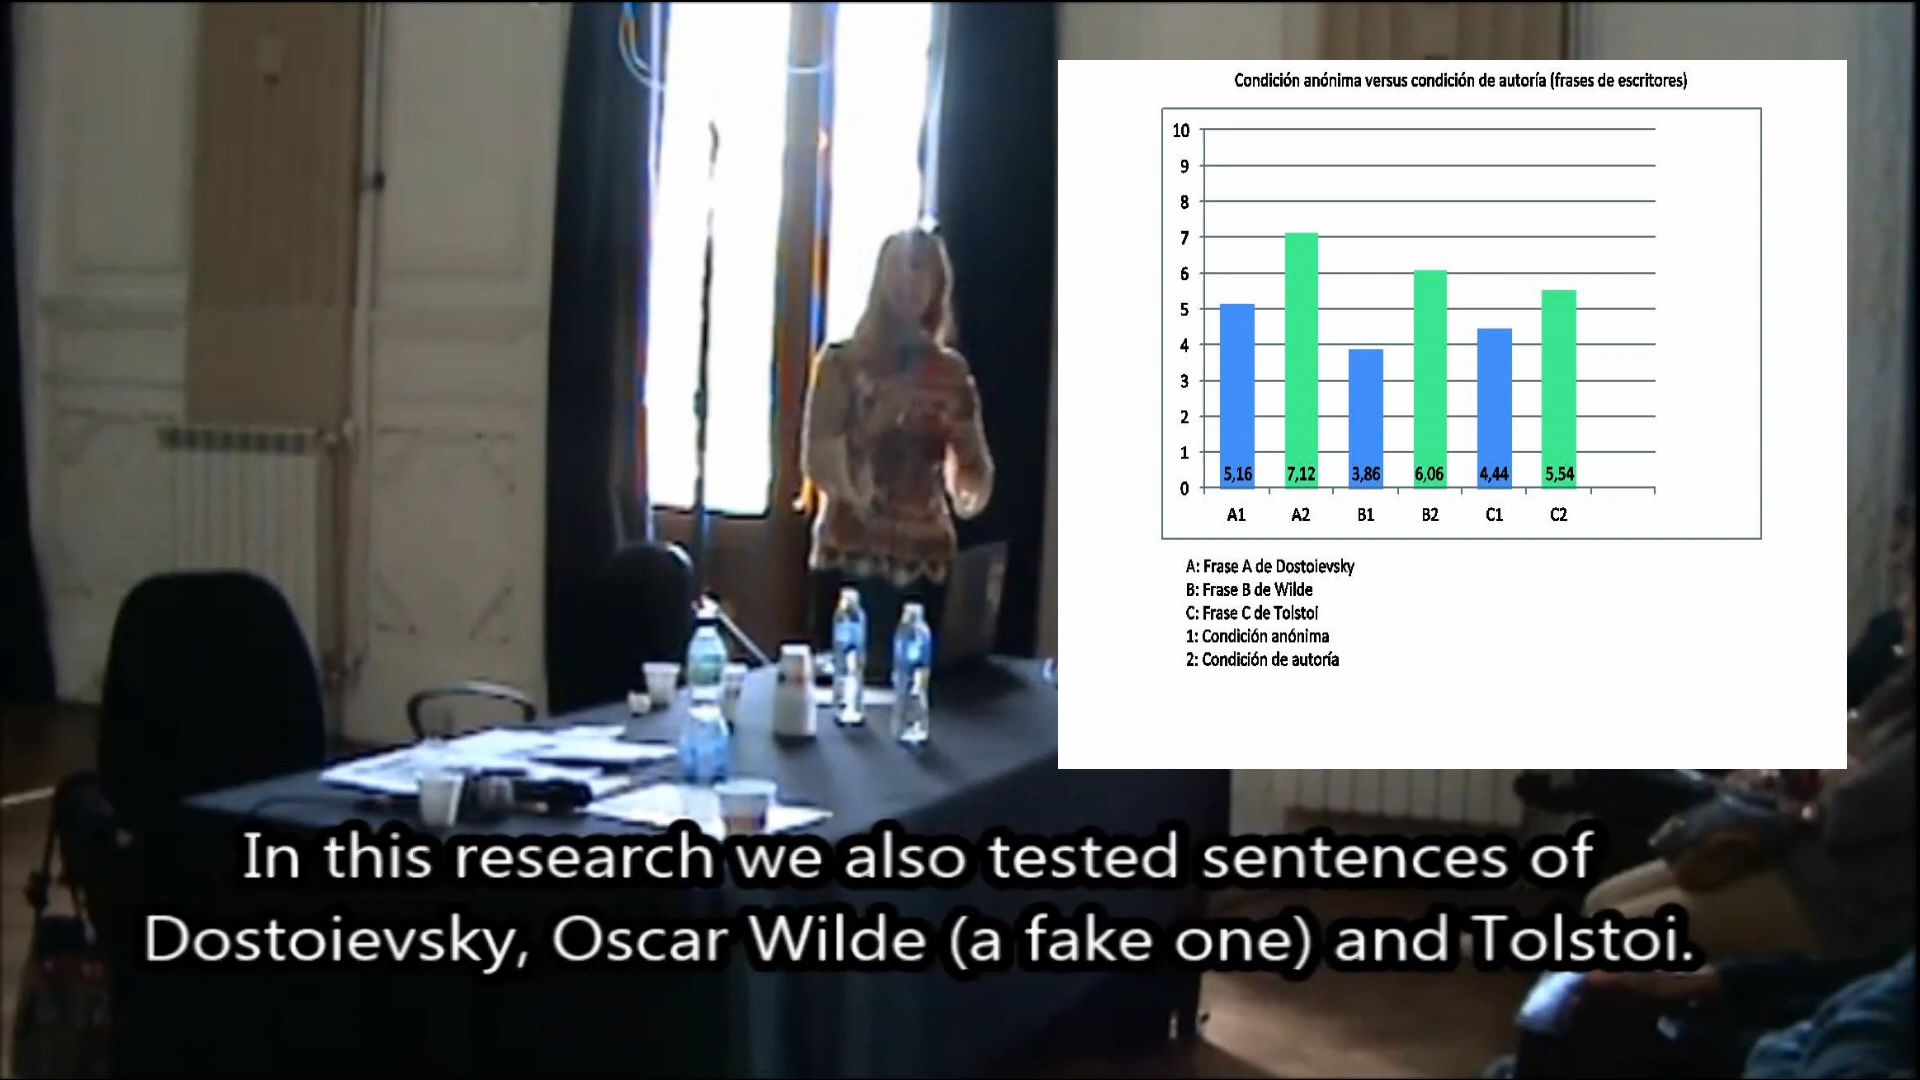 Condición anónima versus condición de autoría (frases de escritores)
10
9
8
7
6
5
4
3
2
1
0
5,16 7,12 3,86 6,06 4,44 5,54
A1 A2 B1 B2 C1 C2
A: Frase A de Dostoievsky
B: Frase B de Wilde
C: Frase C de Tolstoi
1: Condición anónima
2: Condición de autoría
In this research we also tested sentences of
Dostoievsky, Oscar Wilde (a fake one) and Tolstoi.